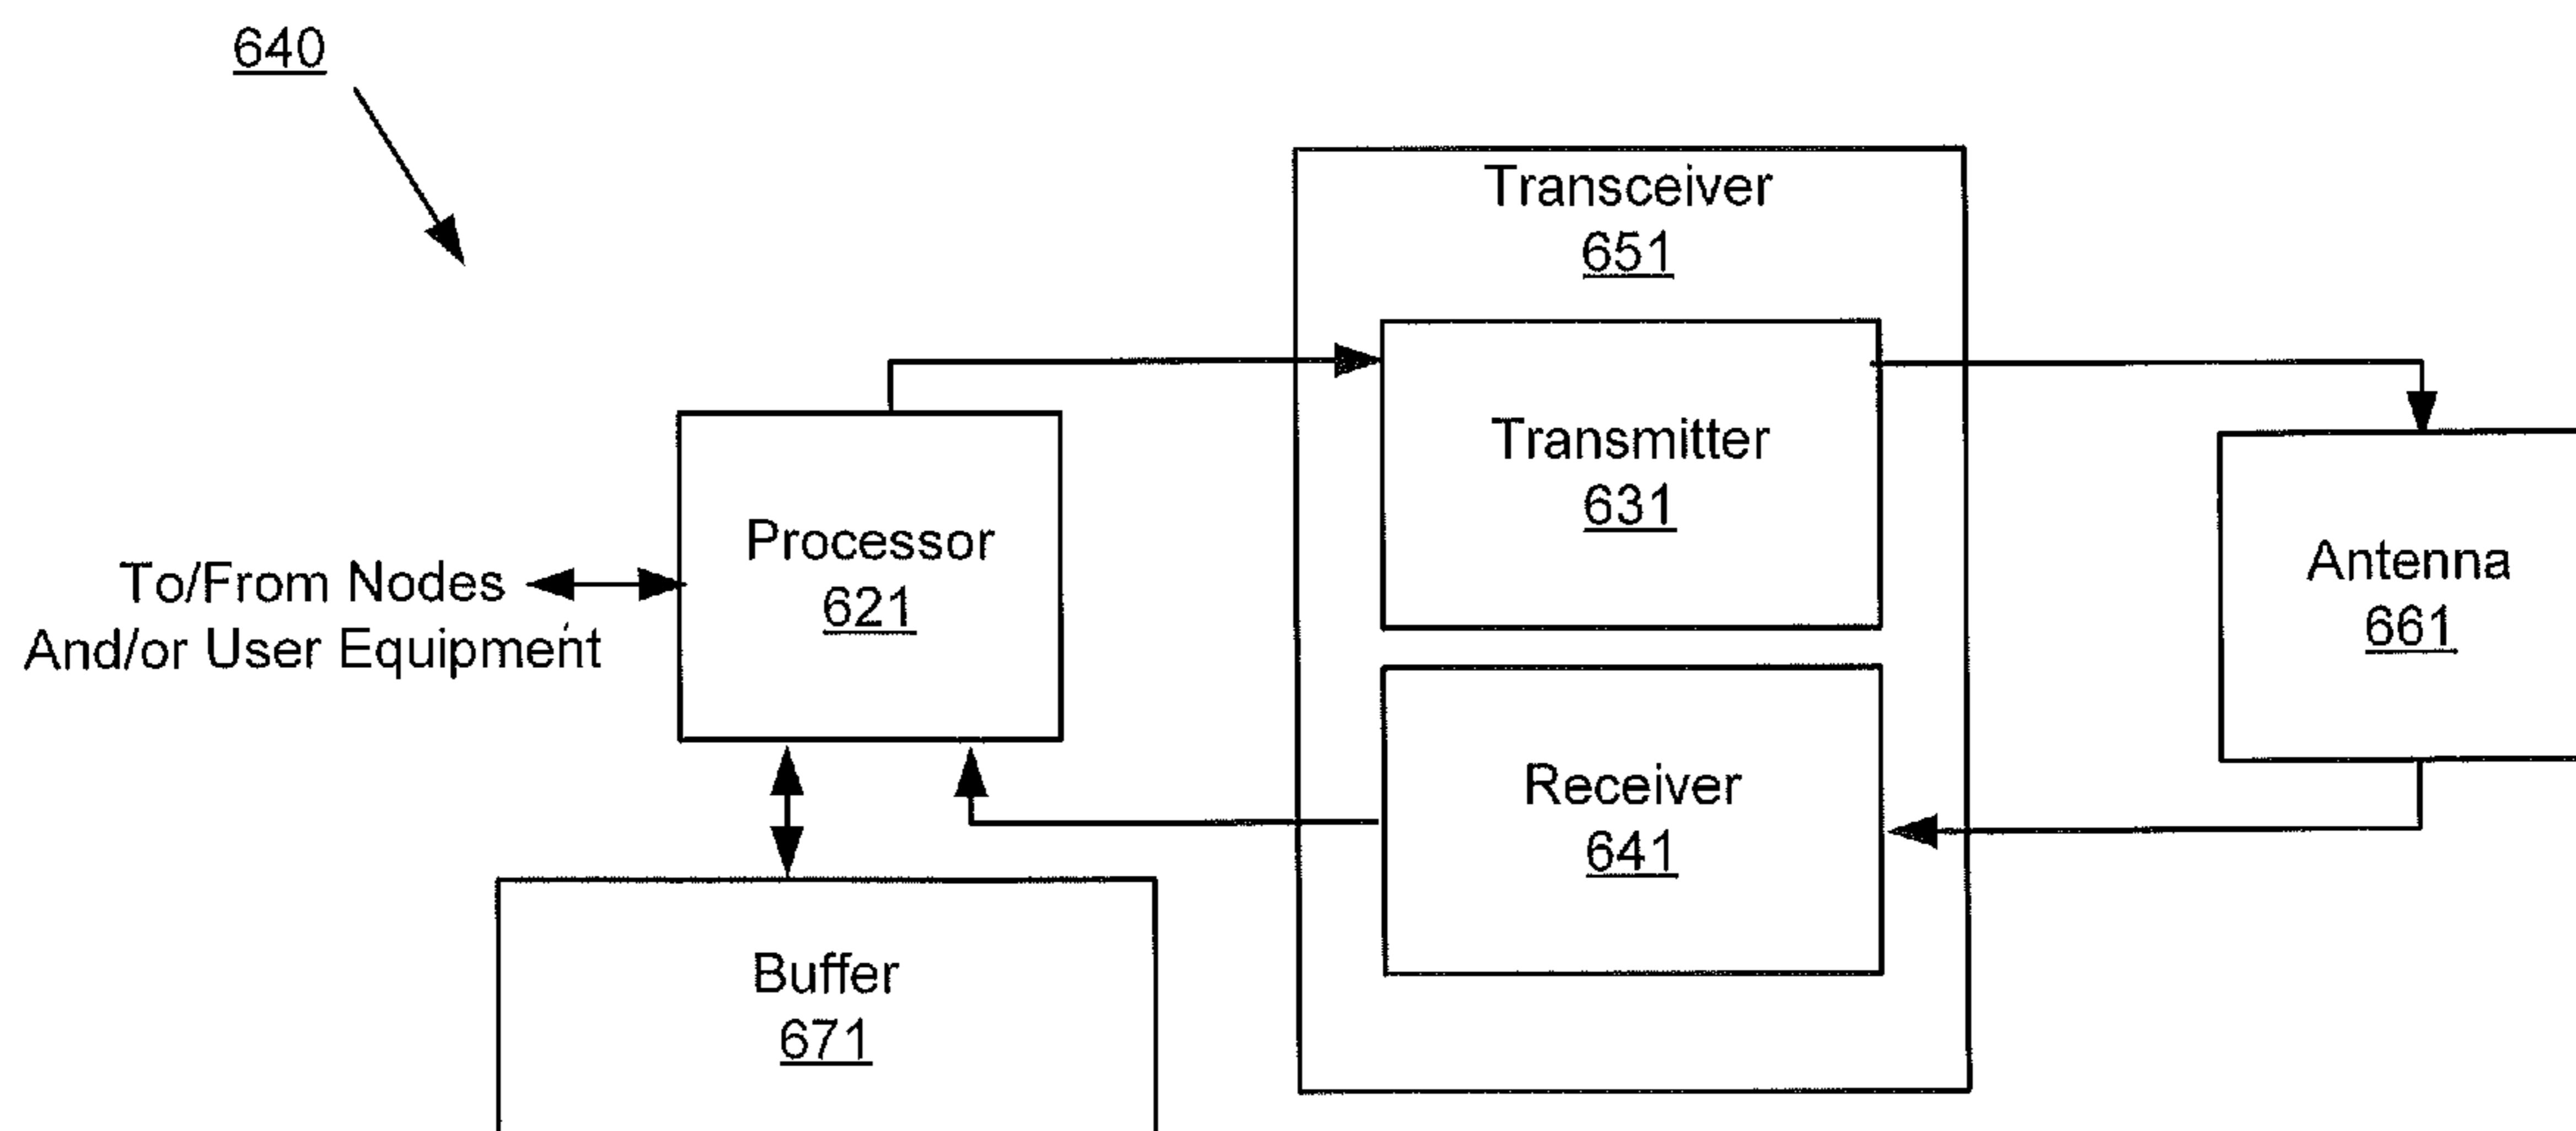 640
Transceiver
651
Transmitter
631
Processor
621
To/From Nodes
And/or User Equipment
Antenna
661
Receiver
641
Buffer
671